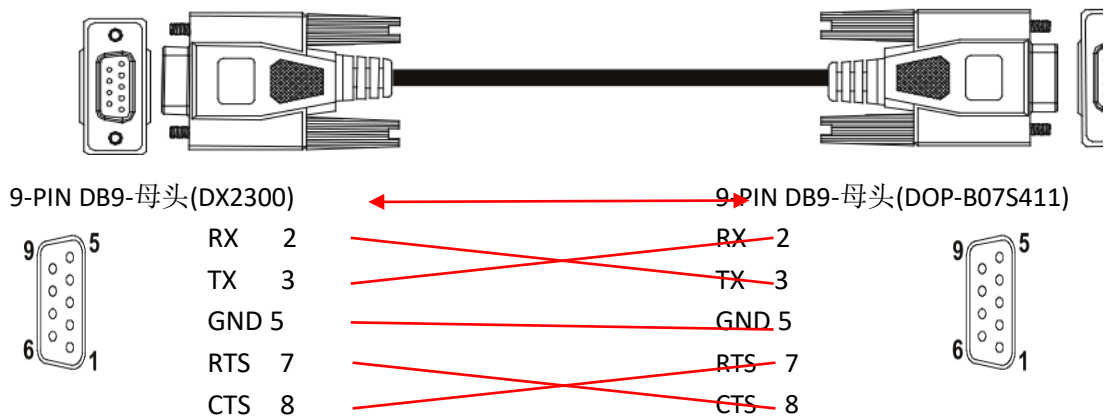 9-PIN DB9-母头(DX2300) 9-PIN DB9-母头(DOP-B07S411)
9 5
6 1
RX 2 RX 2
TX 3 TX 3
GND 5 GND 5
RTS 7 RTS 7
CTS 8 CTS 8
9 5
6 1